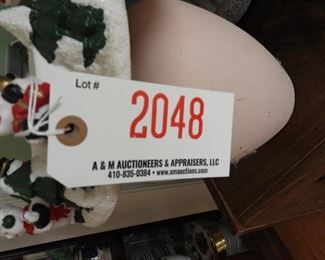 Lot #
2048
A & M AUCTIONEERS & APPRAISERS, LLC
410-835-0384 • www.amauctions.com